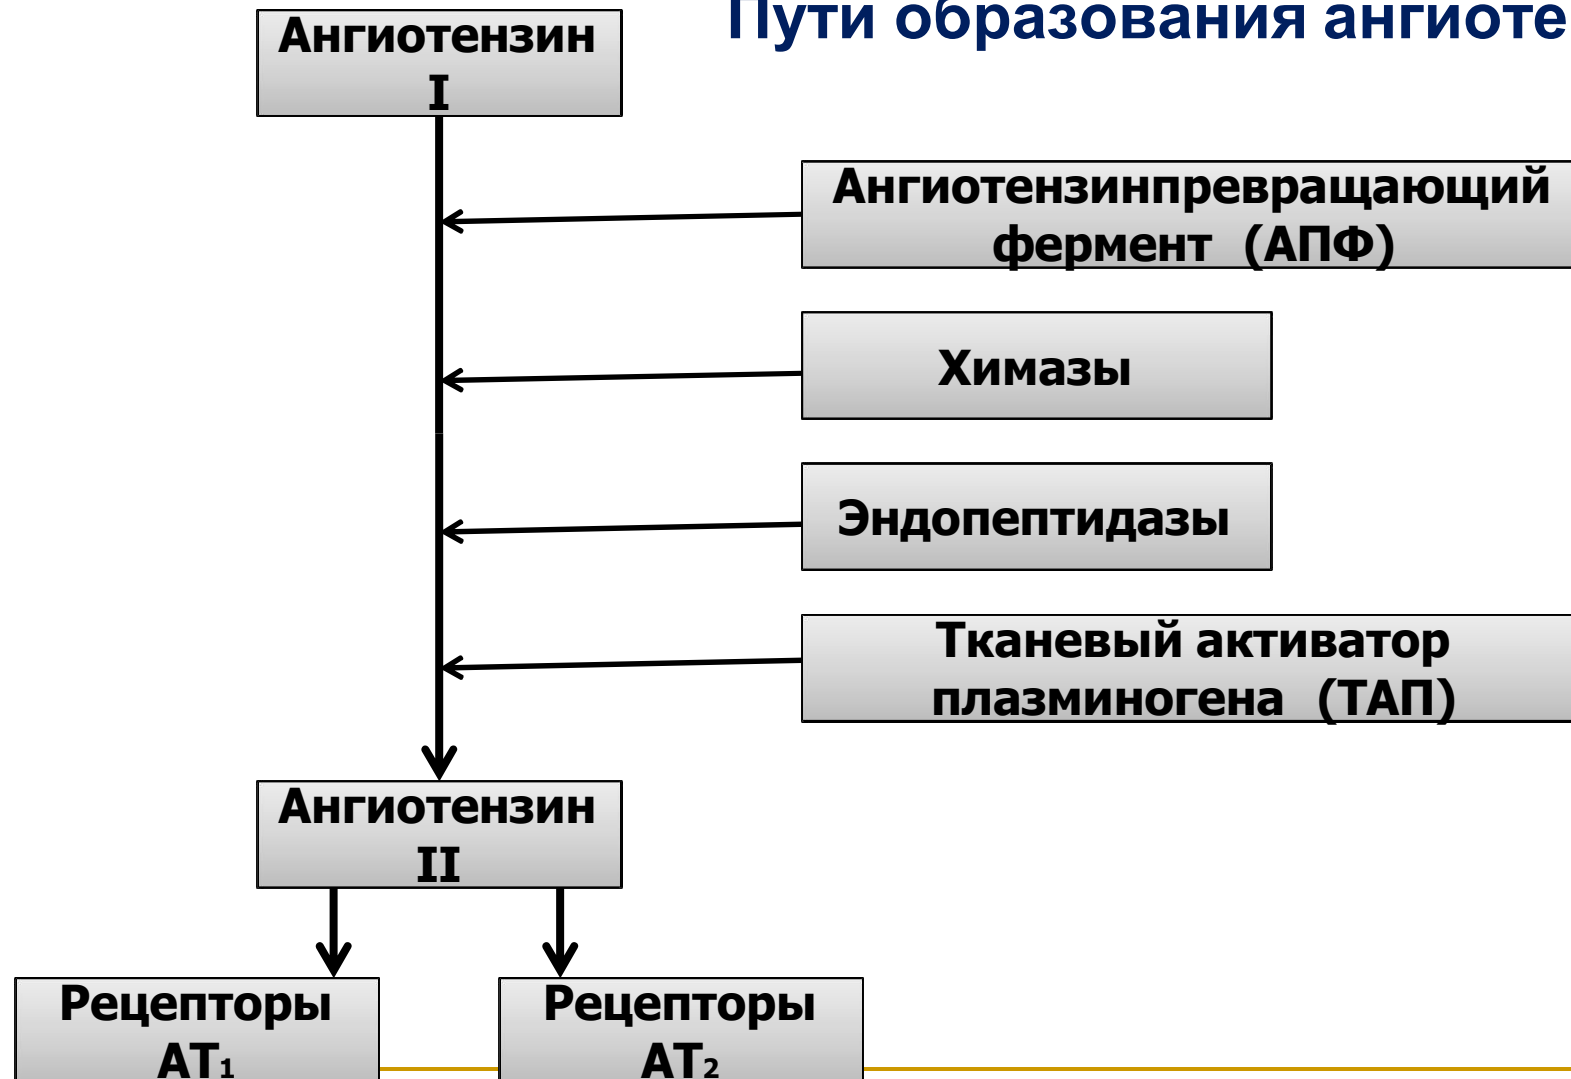 Пути образования ангиоте
Ангиотензин
I
Ангиотензинпревращающий
фермент (АПФ)
Химазы
Эндопептидазы
Тканевый активатор
плазминогена (ТАП)
Ангиотензин
II
Рецепторы
АТ₁
Рецепторы
АТ₂